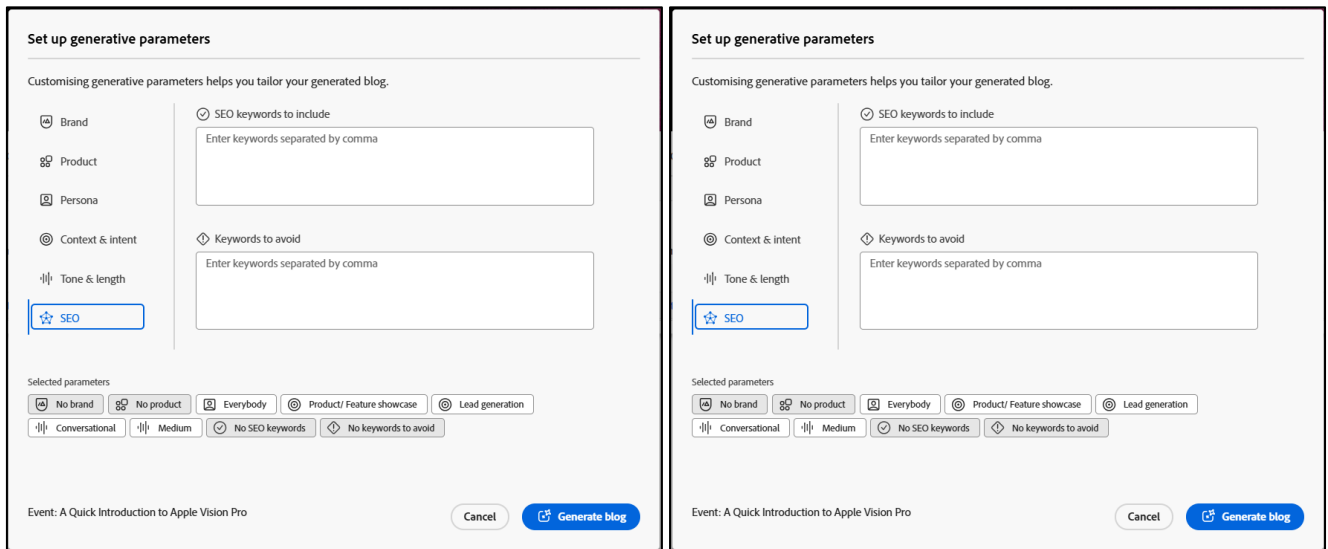 Set up generative parameters
Customising generative parameters helps you tailor your generated blog.
Brand
Product
Persona
Context & intent
Tone & length
SEO
SEO keywords to include
Enter keywords separated by comma
Keywords to avoid
Enter keywords separated by comma
Selected parameters
No brand No product Everybody Product/ Feature showcase Lead generation
Conversational Medium No SEO keywords No keywords to avoid
Event: A Quick Introduction to Apple Vision Pro
Cancel Generate blog
Set up generative parameters
Customising generative parameters helps you tailor your generated blog.
Brand
Product
Persona
Context & intent
Tone & length
SEO
SEO keywords to include
Enter keywords separated by comma
Keywords to avoid
Enter keywords separated by comma
Selected parameters
No brand No product Everybody Product/ Feature showcase Lead generation
Conversational Medium No SEO keywords No keywords to avoid
Event: A Quick Introduction to Apple Vision Pro
Cancel Generate blog